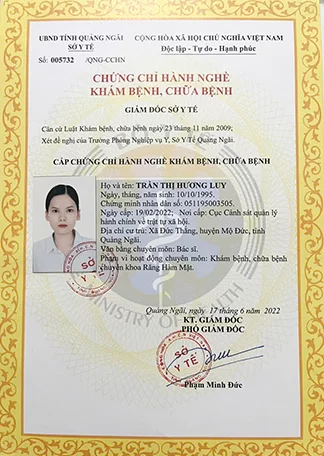 UBND TỈNH QUẢNG NGÃI
SỞ Y TẾ
CỘNG HÒA XÃ HỘI CHỦ NGHĨA VIỆT NAM
Độc lập - Tự do - Hạnh phúc
Số: 005732 /QNG-CCHN
CHỨNG CHỈ HÀNH NGHỀ
KHÁM BỆNH, CHỮA BỆNH
GIÁM ĐỐC SỞ Y TẾ
Căn cứ Luật Khám bệnh, chữa bệnh ngày 23 tháng 11 năm 2009;
Xét đề nghị của Trưởng Phòng Nghiệp vụ Y, Sở Y tế Quảng Ngãi.
CẤP CHỨNG CHỈ HÀNH NGHỀ KHÁM BỆNH, CHỮA BỆNH
Họ và tên: TRẦN THỊ HƯƠNG LUY
Ngày, tháng, năm sinh: 10/10/1995.
Chứng minh nhân dân số: 051195003505.
Ngày cấp: 19/02/2022; Nơi cấp: Cục Cảnh sát quản lý
hành chính về trật tự xã hội.
Địa chỉ cư trú: Xã Đức Thắng, huyện Mộ Đức, tỉnh
Quảng Ngãi.
Văn bằng chuyên môn: Bác sĩ.
Phạm vi hoạt động chuyên môn: Khám bệnh, chữa bệnh
chuyên khoa Răng Hàm Mặt.
MINISTRY OF HEALTH
Quảng Ngãi, ngày 17 tháng 6 năm 2022
KT. GIÁM ĐỐC
PHÓ GIÁM ĐỐC
SỞ
Y TẾ
SỞ
Y TẾ
Phạm Minh Đức